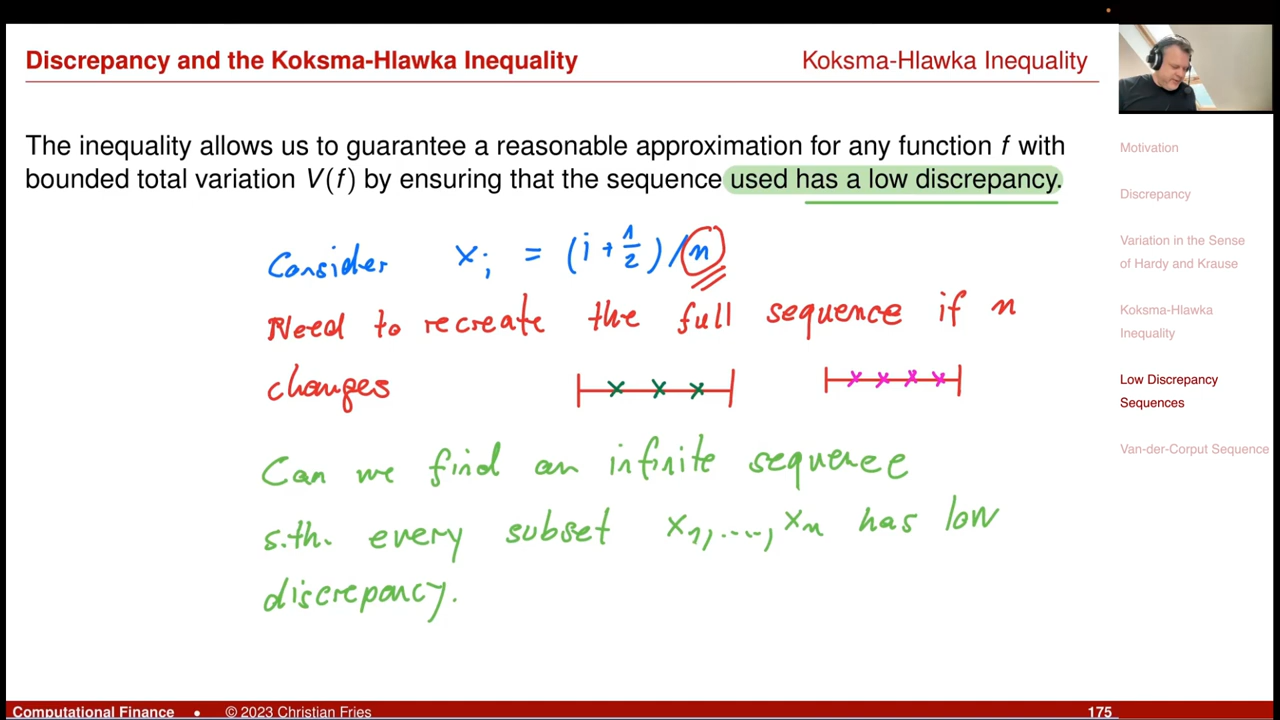 Discrepancy and the Koksma-Hlawka Inequality
Koksma-Hlawka Inequality
The inequality allows us to guarantee a reasonable approximation for any function f with
bounded total variation V(f) by ensuring that the sequence used has a low discrepancy.
Consider x_i = (i + 1/2) / n
Need to recreate the full sequence if n
changes
Can we find an infinite sequence
s.th. every subset x_1, ..., x_n has low
discrepancy.
Motivation
Discrepancy
Variation in the Sense
of Hardy and Krause
Koksma-Hlawka
Inequality
Low Discrepancy
Sequences
Van-der-Corput Sequence
Computational Finance • © 2023 Christian Fries
175